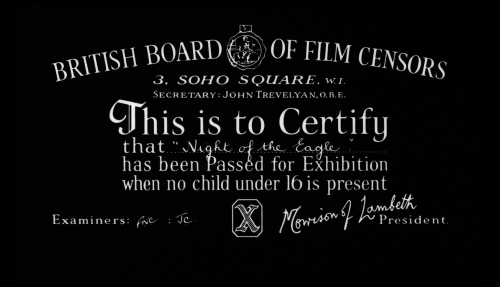 BRITISH BOARD OF FILM CENSORS
3, SOHO SQUARE, W.1.
SECRETARY: JOHN TREVELYAN, O.B.E.
This is to Certify
that "Night of the Eagle"
has been Passed for Exhibition
when no child under 16 is present
Examiners: : JC X Morrison of Lambeth
President.